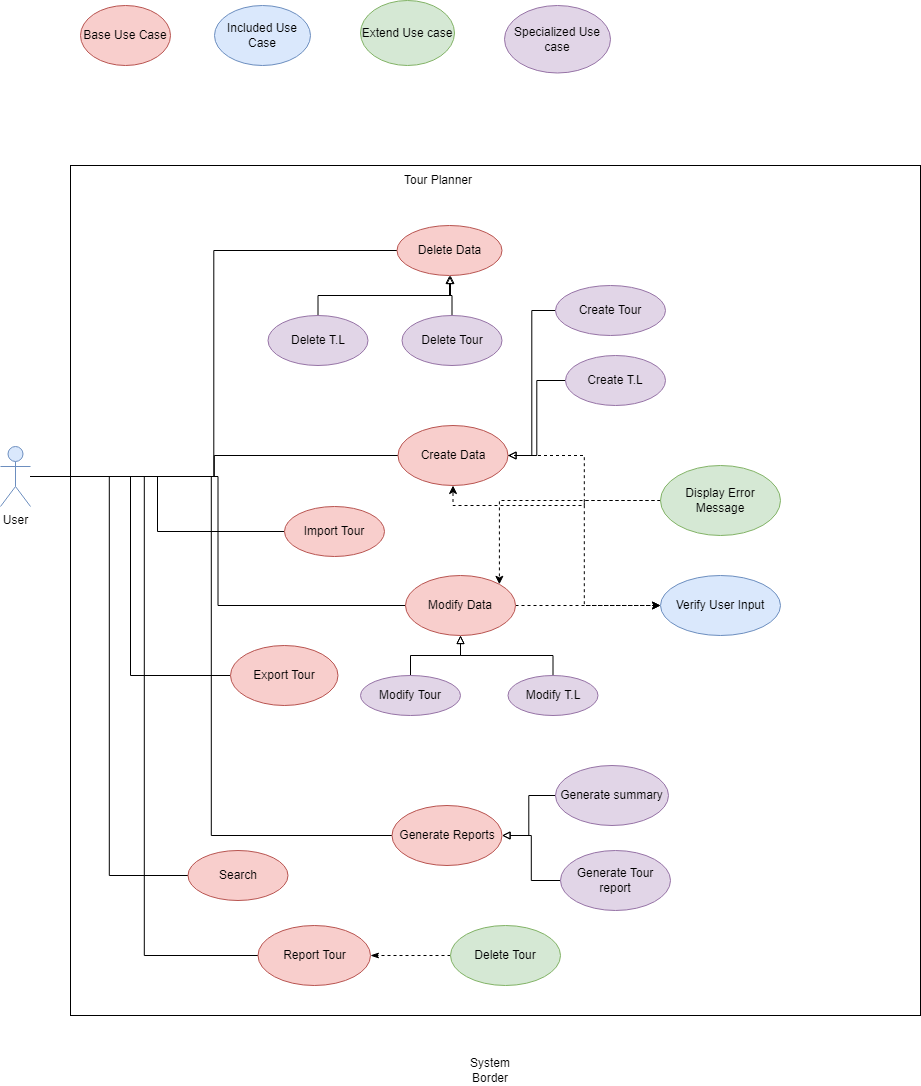 Base Use Case
Included Use
Case
Extend Use case
Specialized Use
case
Tour Planner
Delete Data
Delete T.L
Delete Tour
Create Tour
Create T.L
Create Data
User
Display Error
Message
Import Tour
Modify Data
Verify User Input
Export Tour
Modify Tour
Modify T.L
Generate summary
Generate Reports
Search
Generate Tour
report
Report Tour
Delete Tour
System
Border